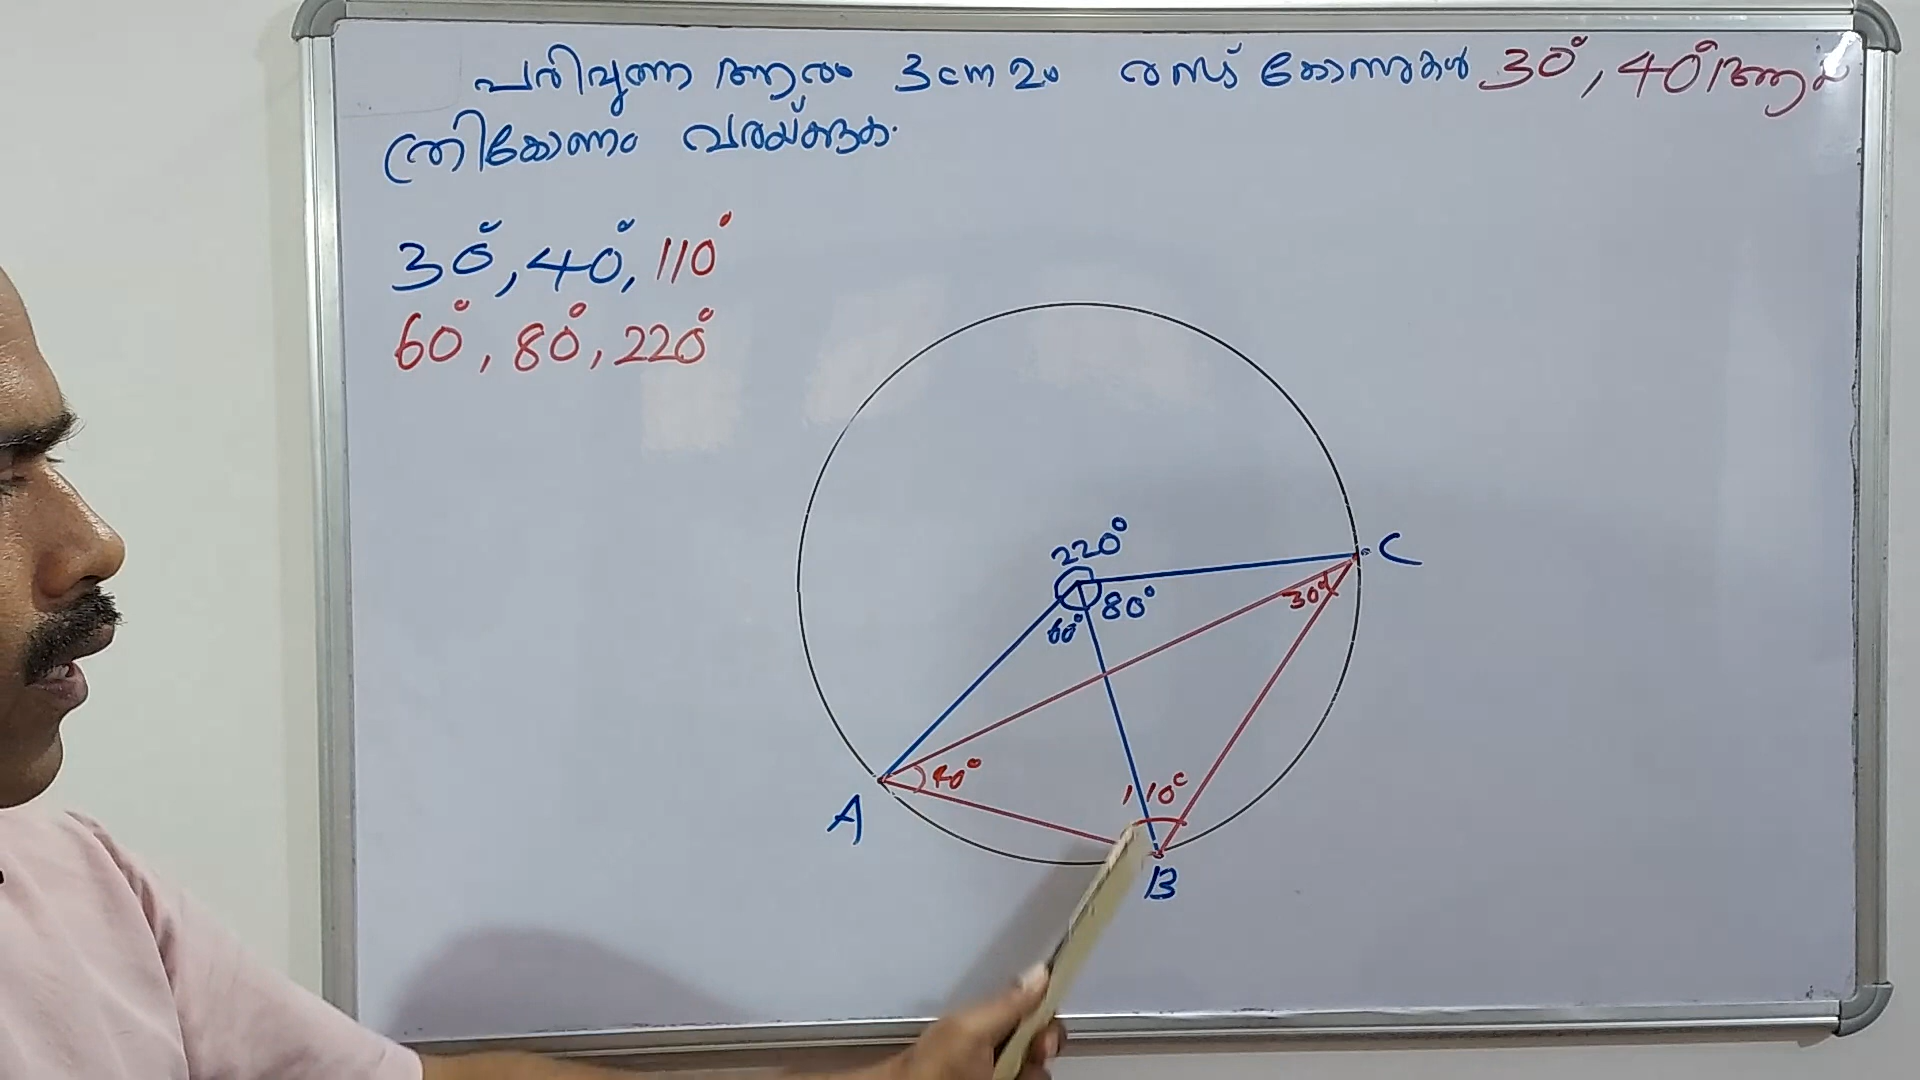 പരിവൃത്ത ആരം 3cm ഉം രണ്ട് കോണുകൾ 30°, 40° ആയ
ത്രികോണം വരയ്ക്കുക.
30°, 40°, 110°
60°, 80°, 220°
220°
C
80°
30°
60°
40°
110°
A
B